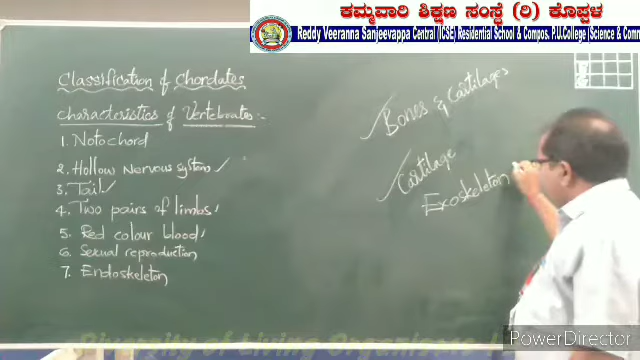 ಕಮ್ಮವಾರಿ ಶಿಕ್ಷಣ ಸಂಸ್ಥೆ (ರಿ) ಕೊಪ್ಪಳ
Reddy Veeranna Sanjeevappa Central (ICSE) Residential School & Compos. P.U.College (Science & Comm
Classification of Chordates
Characteristics of Vertebrates:-
1. Notochord
2. Hollow Nervous system
3. Tail
4. Two pairs of limbs
5. Red colour blood
6. Sexual reproduction
7. Endoskeleton
Bones & Cartilages
Cartilage
Exoskeleton
Diversity of Living Organisms
PowerDirector